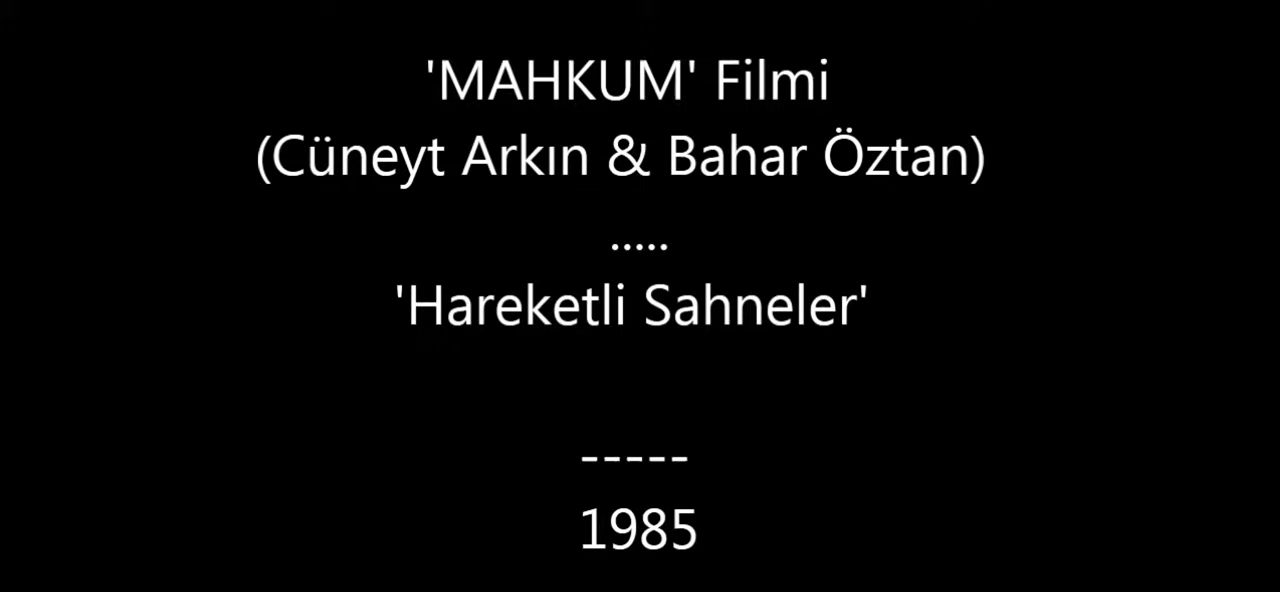 'MAHKUM' Filmi
(Cüneyt Arkın & Bahar Öztan)
.....
'Hareketli Sahneler'
-----
1985